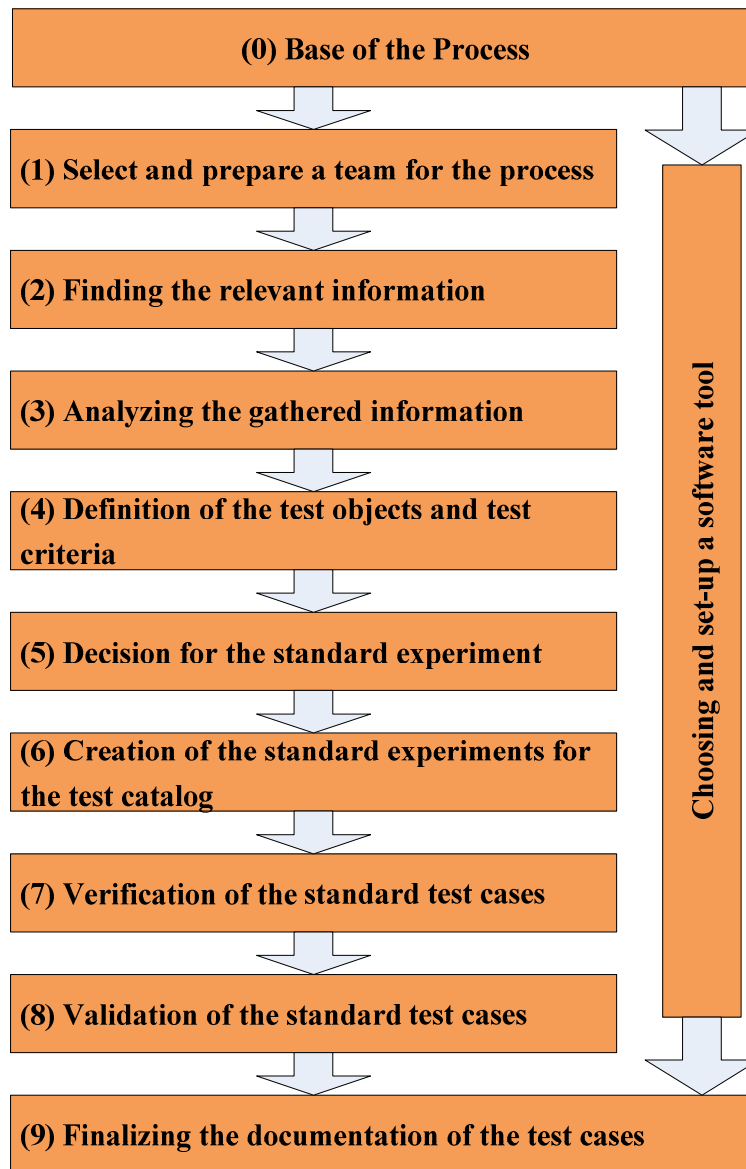 (0) Base of the Process
(1) Select and prepare a team for the process
(2) Finding the relevant information
(3) Analyzing the gathered information
(4) Definition of the test objects and test
criteria
(5) Decision for the standard experiment
(6) Creation of the standard experiments for
the test catalog
(7) Verification of the standard test cases
(8) Validation of the standard test cases
Choosing and set-up a software tool
(9) Finalizing the documentation of the test cases